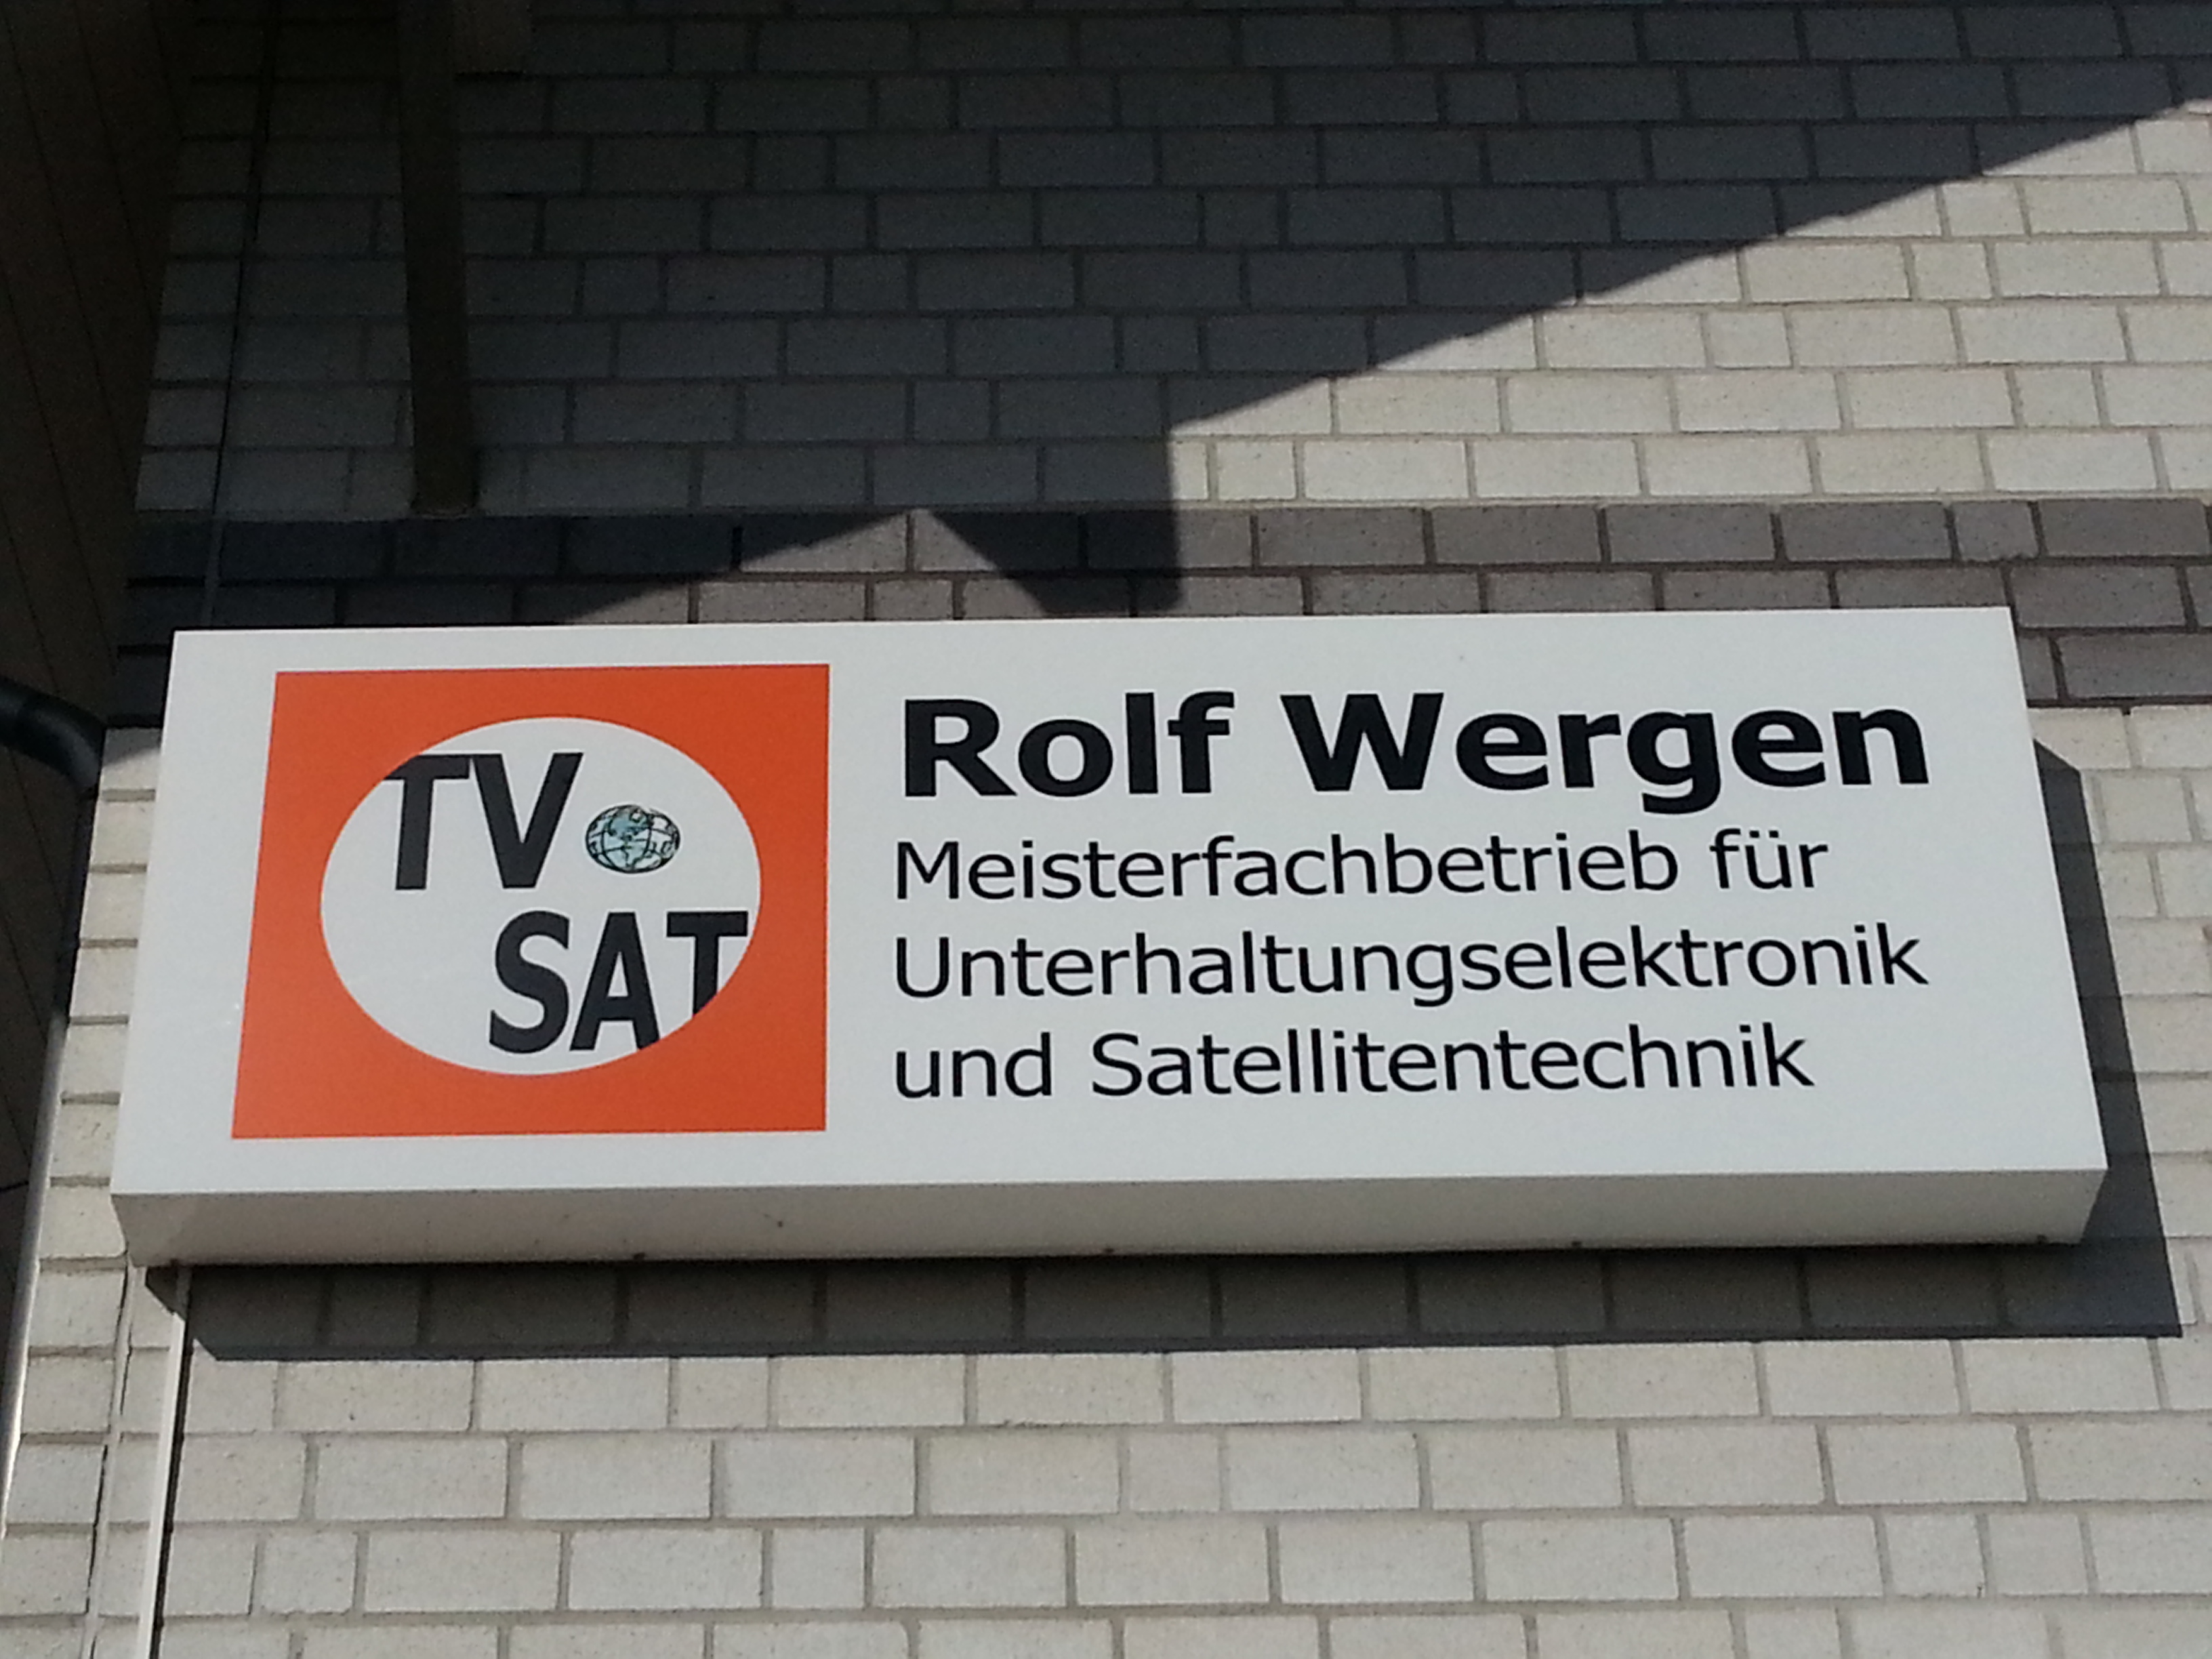 TV
SAT
Rolf Wergen
Meisterfachbetrieb für
Unterhaltungselektronik
und Satellitentechnik